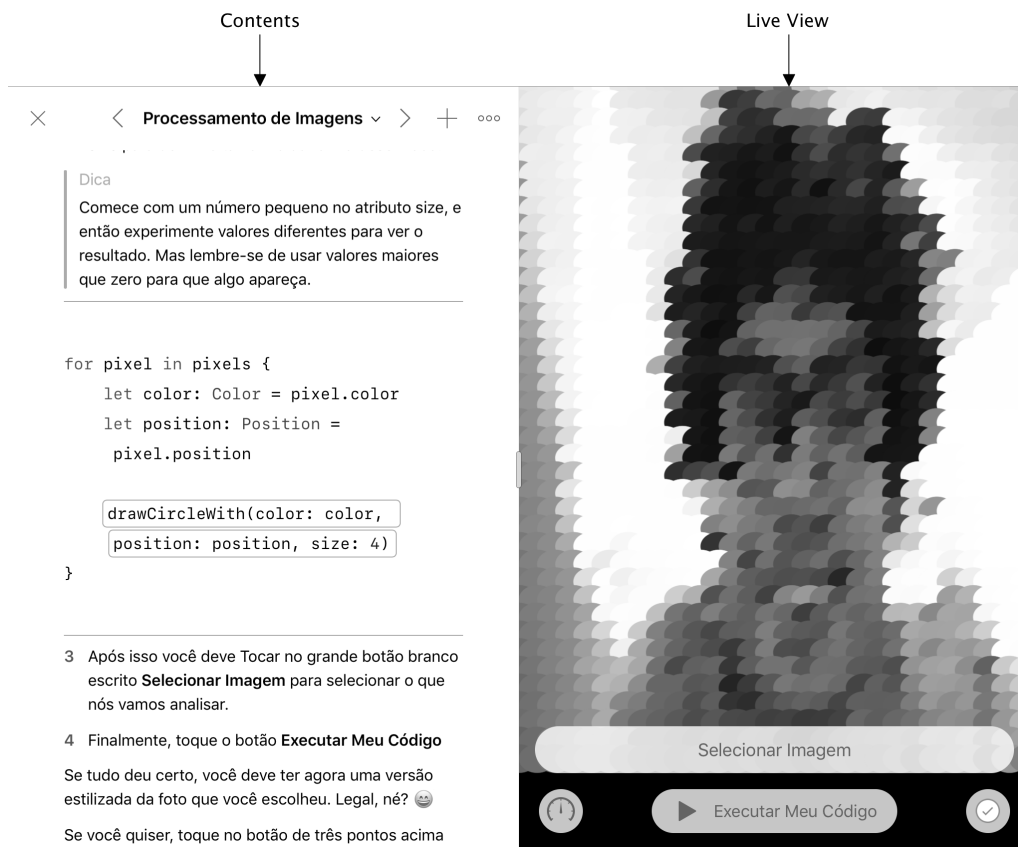 Contents
Live View
Processamento de Imagens
Dica
Comece com um número pequeno no atributo size, e
então experimente valores diferentes para ver o
resultado. Mas lembre-se de usar valores maiores
que zero para que algo apareça.
for pixel in pixels {
let color: Color = pixel.color
let position: Position =
pixel.position
drawCircleWith(color: color,
position: position, size: 4)
}
3 Após isso você deve Tocar no grande botão branco
escrito Selecionar Imagem para selecionar o que
nós vamos analisar.
4 Finalmente, toque o botão Executar Meu Código
Se tudo deu certo, você deve ter agora uma versão
estilizada da foto que você escolheu. Legal, né? 😄
Se você quiser, toque no botão de três pontos acima
Selecionar Imagem
Executar Meu Código